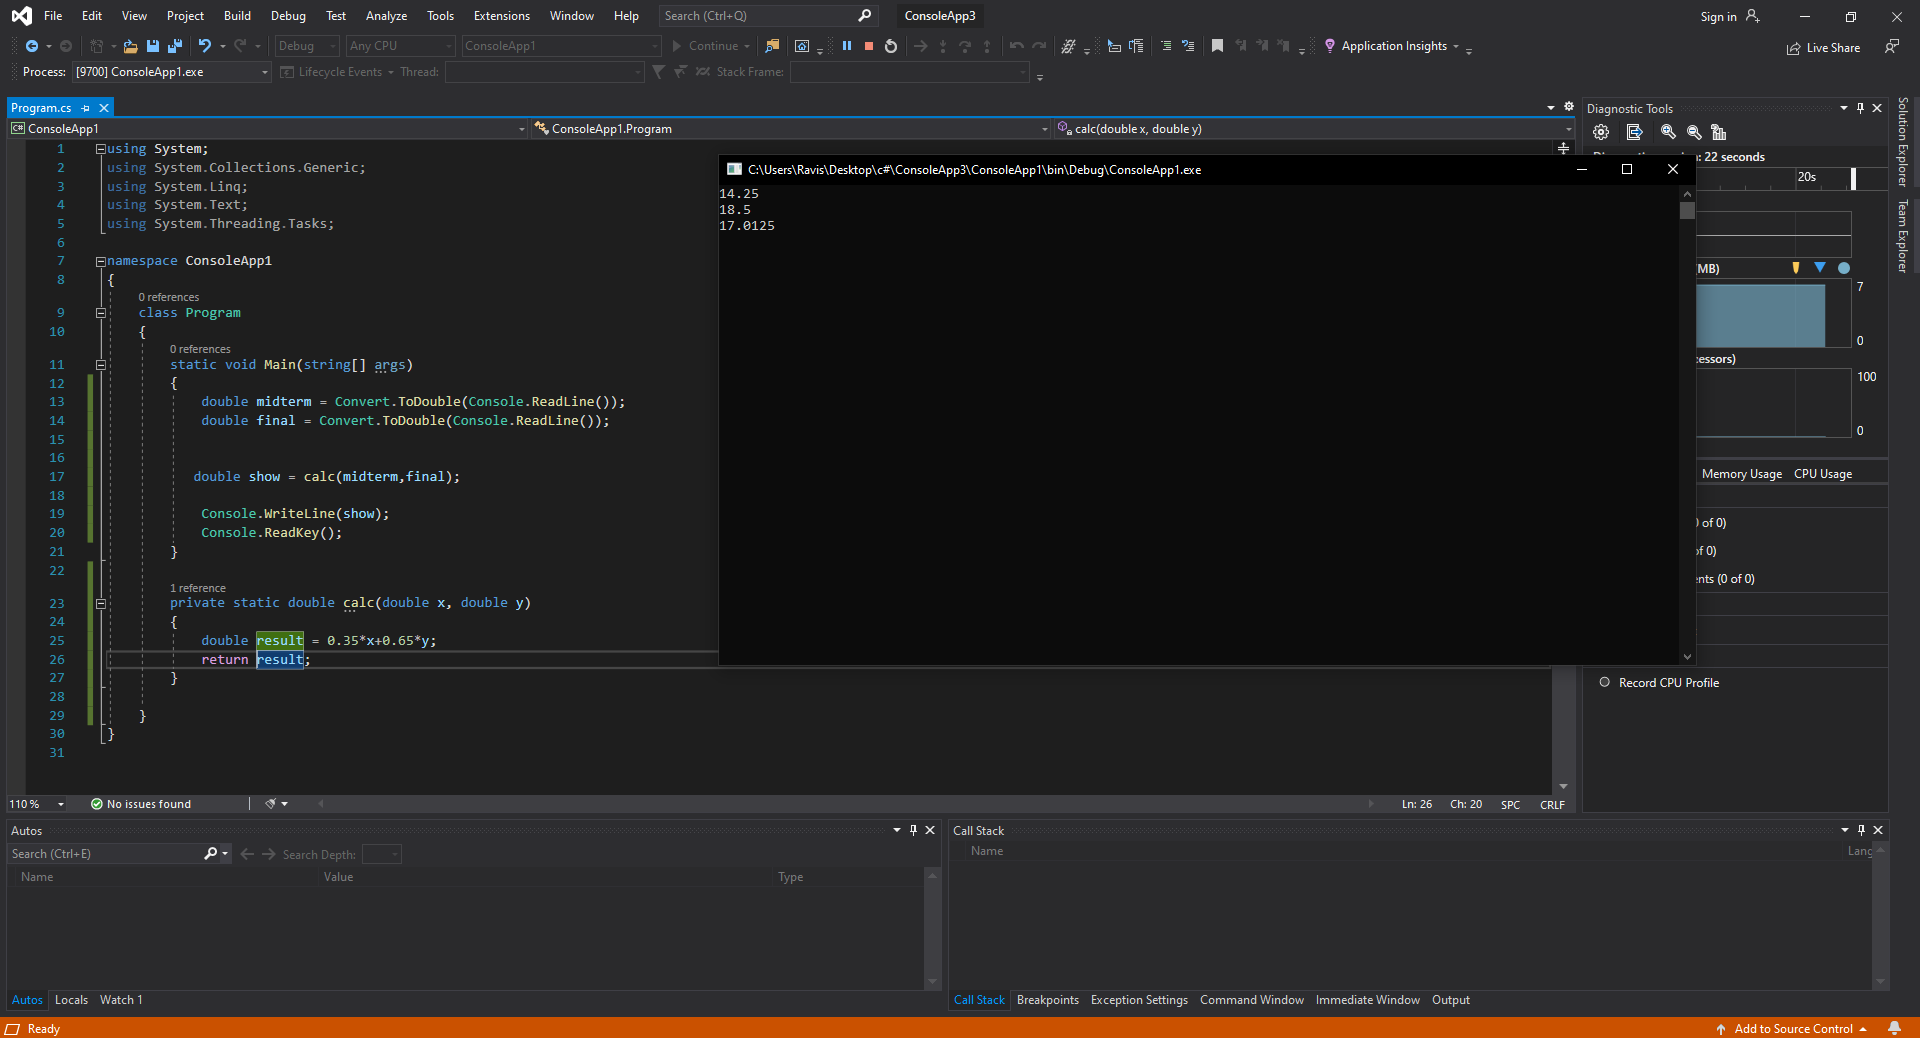 File Edit View Project Build Debug Test Analyze Tools Extensions Window Help Search (Ctrl+Q) ConsoleApp3 Sign in
Debug Any CPU ConsoleApp1 Continue Application Insights Live Share
Process: [9700] ConsoleApp1.exe Lifecycle Events Thread: Stack Frame:
Program.cs
ConsoleApp1 ConsoleApp1.Program calc(double x, double y)
1 using System;
2 using System.Collections.Generic;
3 using System.Linq;
4 using System.Text;
5 using System.Threading.Tasks;
6
7 namespace ConsoleApp1
8 {
0 references
9 class Program
10 {
0 references
11 static void Main(string[] args)
12 {
13 double midterm = Convert.ToDouble(Console.ReadLine());
14 double final = Convert.ToDouble(Console.ReadLine());
15
16
17 double show = calc(midterm,final);
18
19 Console.WriteLine(show);
20 Console.ReadKey();
21 }
22
1 reference
23 private static double calc(double x, double y)
24 {
25 double result = 0.35*x+0.65*y;
26 return result;
27 }
28
29 }
30 }
31
110 % No issues found Ln: 26 Ch: 20 SPC CRLF
C:\Users\Ravis\Desktop\c#\ConsoleApp3\ConsoleApp1\bin\Debug\ConsoleApp1.exe
14.25
18.5
17.0125
Diagnostic Tools
n: 22 seconds
20s
(MB)
7
0
cessors)
100
0
Memory Usage CPU Usage
of 0)
of 0)
ents (0 of 0)
Record CPU Profile
Solution Explorer
Team Explorer
Autos
Search (Ctrl+E) Search Depth:
Name Value Type
Autos Locals Watch 1
Call Stack
Name Lang
Call Stack Breakpoints Exception Settings Command Window Immediate Window Output
Ready Add to Source Control